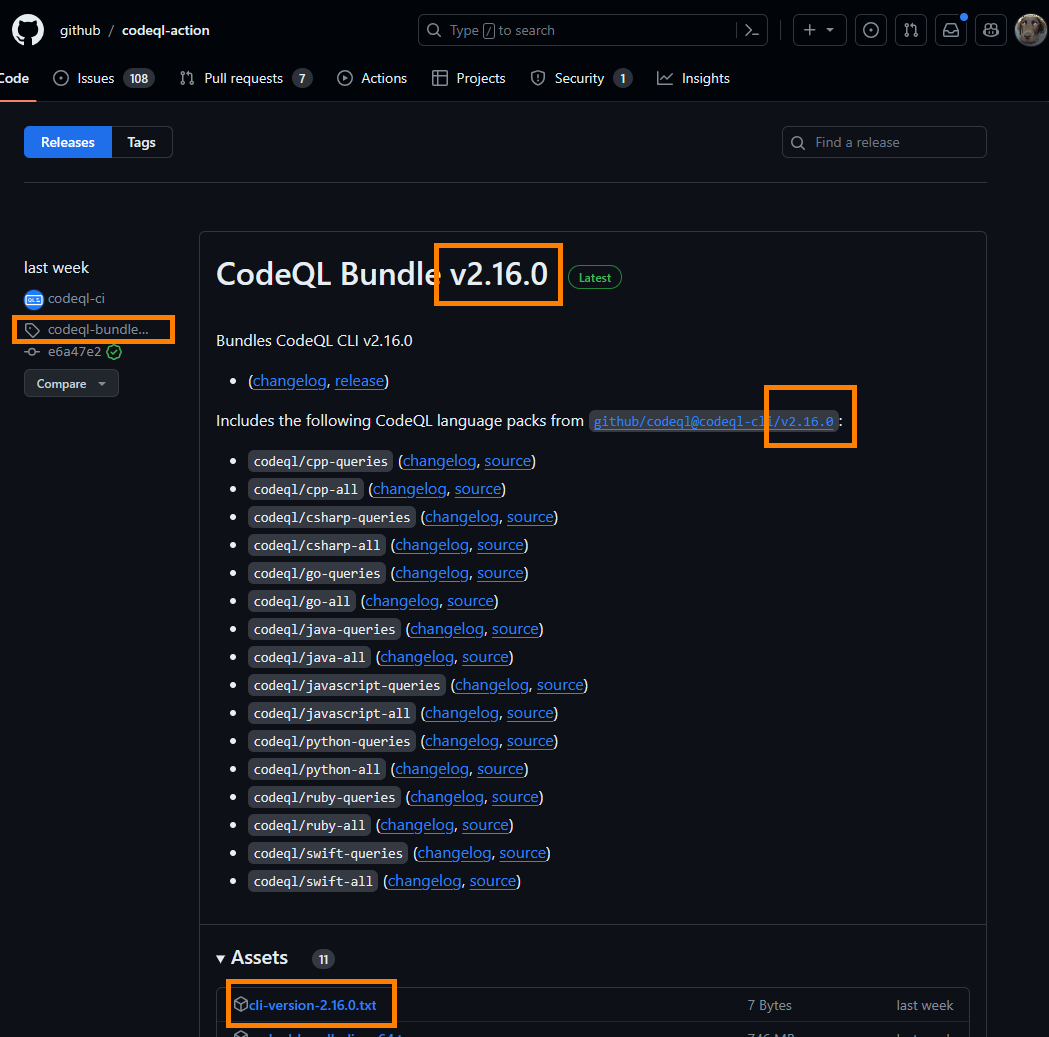 github / codeql-action
Type / to search
Code
Issues 108
Pull requests 7
Actions
Projects
Security 1
Insights
Releases
Tags
Find a release
last week
codeql-ci
codeql-bundle...
e6a47e2
Compare
CodeQL Bundle v2.16.0 Latest
Bundles CodeQL CLI v2.16.0
(changelog, release)
Includes the following CodeQL language packs from github/codeql@codeql-cli/v2.16.0:
codeql/cpp-queries (changelog, source)
codeql/cpp-all (changelog, source)
codeql/csharp-queries (changelog, source)
codeql/csharp-all (changelog, source)
codeql/go-queries (changelog, source)
codeql/go-all (changelog, source)
codeql/java-queries (changelog, source)
codeql/java-all (changelog, source)
codeql/javascript-queries (changelog, source)
codeql/javascript-all (changelog, source)
codeql/python-queries (changelog, source)
codeql/python-all (changelog, source)
codeql/ruby-queries (changelog, source)
codeql/ruby-all (changelog, source)
codeql/swift-queries (changelog, source)
codeql/swift-all (changelog, source)
Assets 11
cli-version-2.16.0.txt 7 Bytes last week